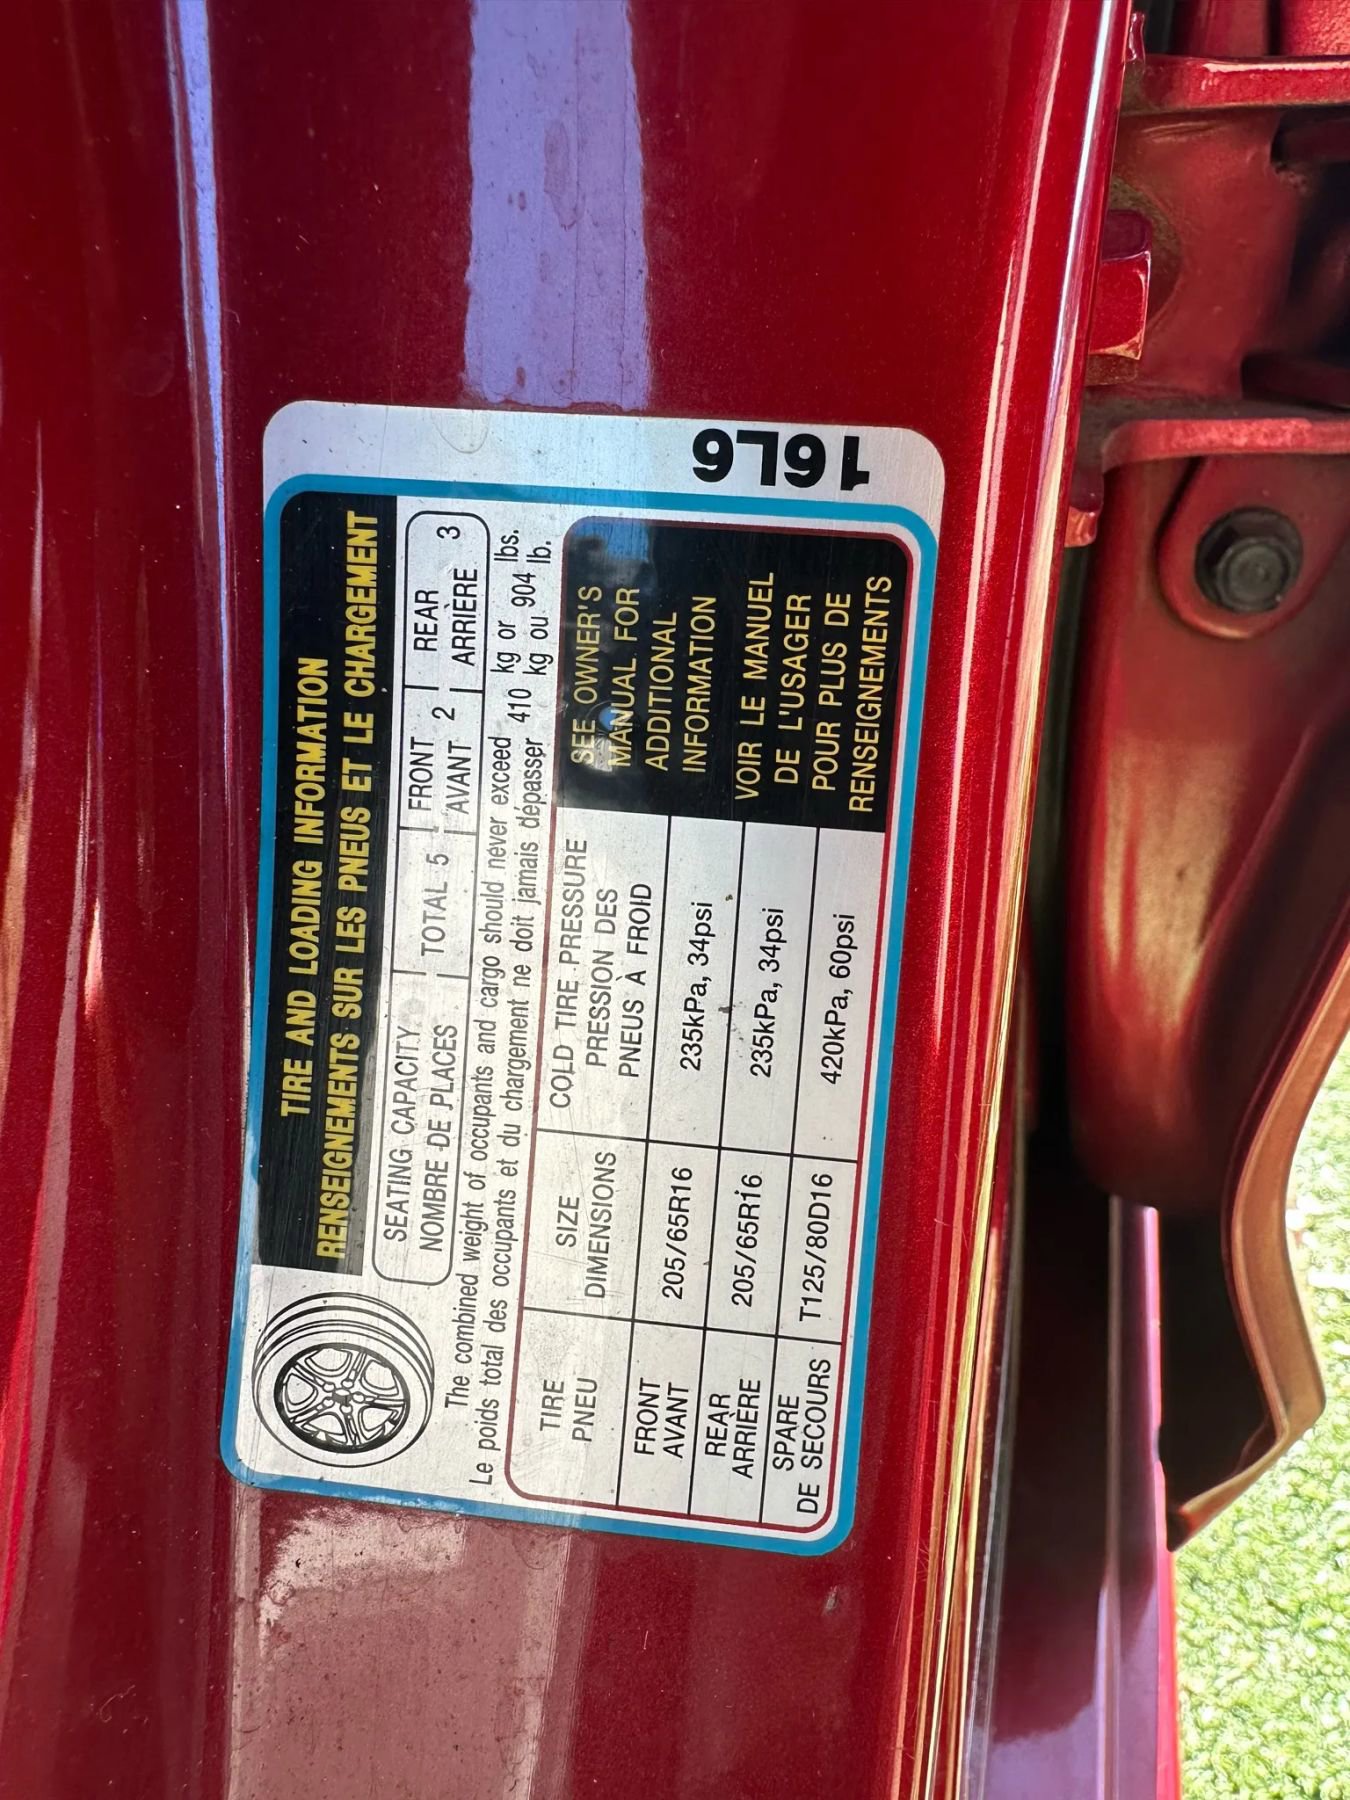 TIRE AND LOADING INFORMATION
RENSEIGNEMENTS SUR LES PNEUS ET LE CHARGEMENT
SEATING CAPACITY
NOMBRE DE PLACES
TOTAL 5
FRONT
AVANT 2
REAR
ARRIÈRE 3
The combined weight of occupants and cargo should never exceed 410 kg or 904 lbs.
Le poids total des occupants et du chargement ne doit jamais dépasser 410 kg ou 904 lb.
TIRE
PNEU
SIZE
DIMENSIONS
COLD TIRE PRESSURE
PRESSION DES
PNEUS À FROID
FRONT
AVANT
205/65R16
235kPa, 34psi
REAR
ARRIÈRE
205/65R16
235kPa, 34psi
SPARE
DE SECOURS
T125/80D16
420kPa, 60psi
SEE OWNER'S
MANUAL FOR
ADDITIONAL
INFORMATION
VOIR LE MANUEL
DE L'USAGER
POUR PLUS DE
RENSEIGNEMENTS
16L6